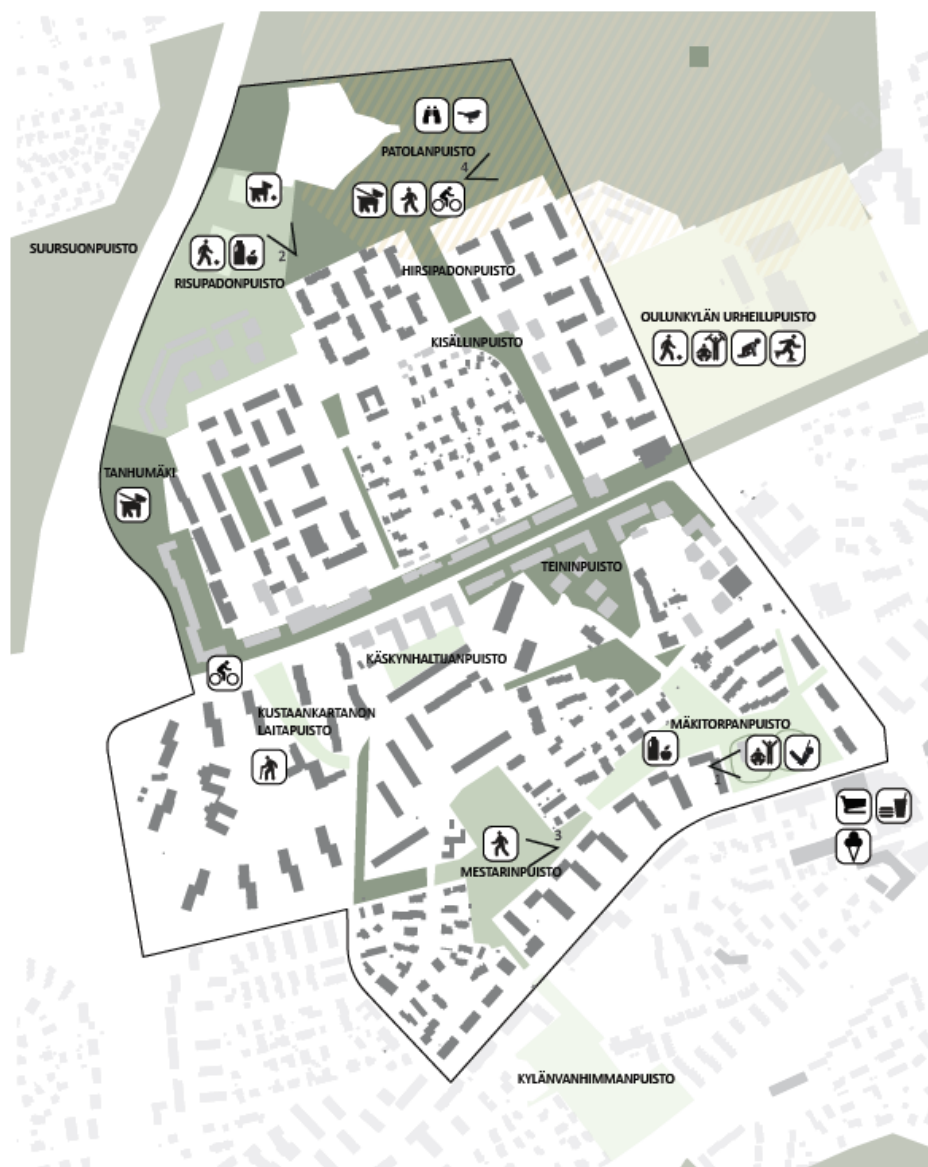 PATOLANPUISTO
4
SUURSUONPUISTO
2
RISUPADONPUISTO
HIRSIPADONPUISTO
OULUNKYLÄN URHEILUPUISTO
KISÄLLINPUISTO
TANHUMÄKI
TEININPUISTO
KÄSKYNHALTIJANPUISTO
KUSTAANKARTANON
LAITAPUISTO
MÄKITORPANPUISTO
1
3
MESTARINPUISTO
KYLÄNVANHIMMANPUISTO